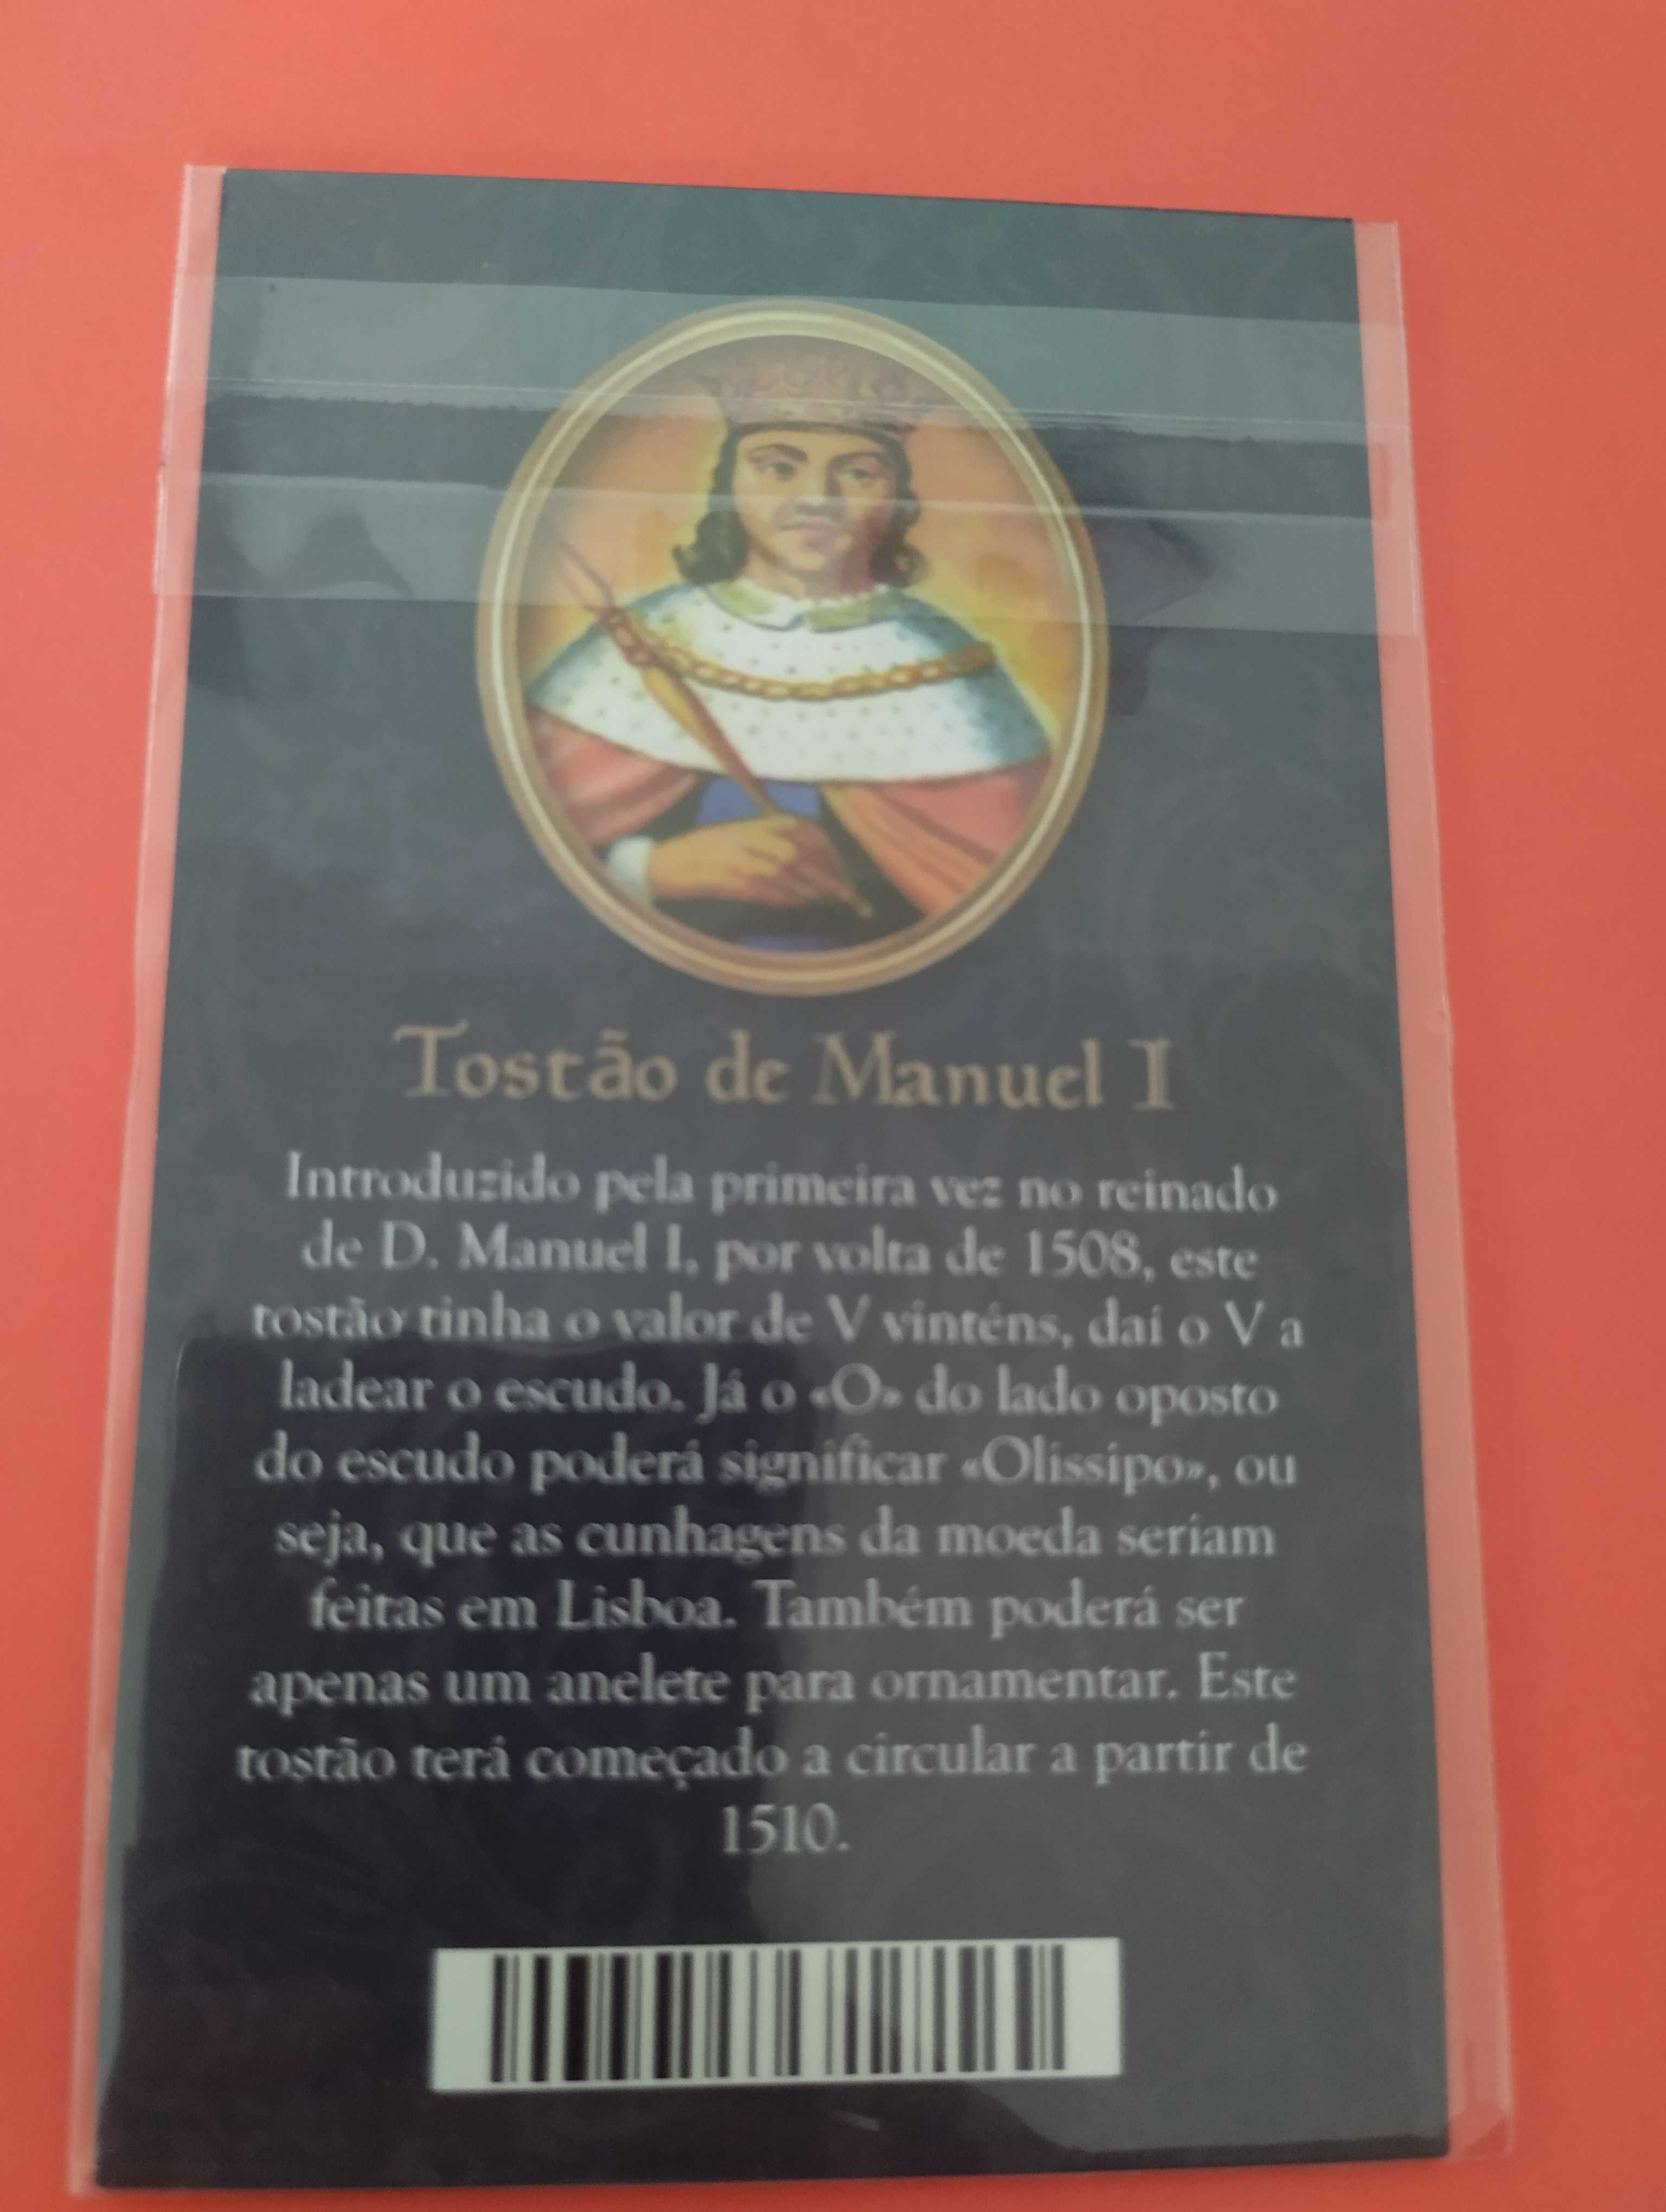 Tostão de Manuel I
Introduzido pela primeira vez no reinado
de D. Manuel I, por volta de 1508, este
tostão tinha o valor de V vinténs, daí o V a
ladear o escudo. Já o «O» do lado oposto
do escudo poderá significar «Olissipo», ou
seja, que as cunhagens da moeda seriam
feitas em Lisboa. Também poderá ser
apenas um anelete para ornamentar. Este
tostão terá começado a circular a partir de
1510.